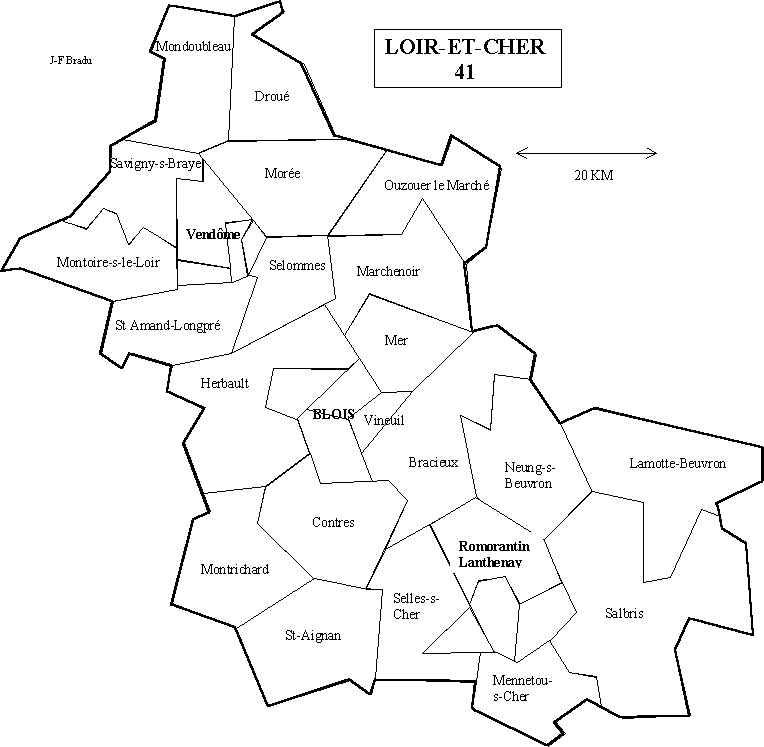 LOIR-ET-CHER
41
J-F Bradu
Mondoubleau
Droué
20 KM
Savigny-s-Braye
Morée
Ouzouer le Marché
Vendôme
Montoire-s-le-Loir
Selommes
Marchenoir
St Amand-Longpré
Mer
Herbault
BLOIS
Vineuil
Bracieux
Neung-s-
Beuvron
Lamotte-Beuvron
Contres
Romorantin
Lanthenay
Montrichard
Selles-s-
Cher
Salbris
St-Aignan
Mennetou-
s-Cher